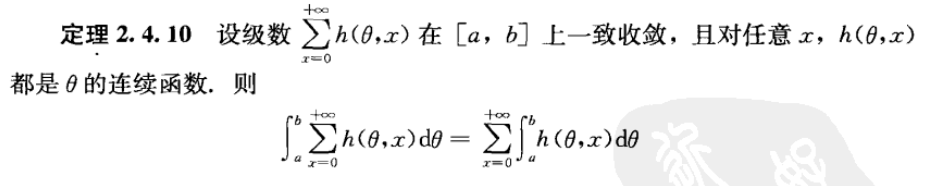 定理 2.4.10 设级数 $\sum_{x=0}^{+\infty} h(\theta,x)$ 在 [a, b] 上一致收敛，且对任意 x，h(θ,x)
都是 θ 的连续函数. 则
$\int_a^b \sum_{x=0}^{+\infty} h(\theta,x)\mathrm{d}\theta = \sum_{x=0}^{+\infty} \int_a^b h(\theta,x)\mathrm{d}\theta$